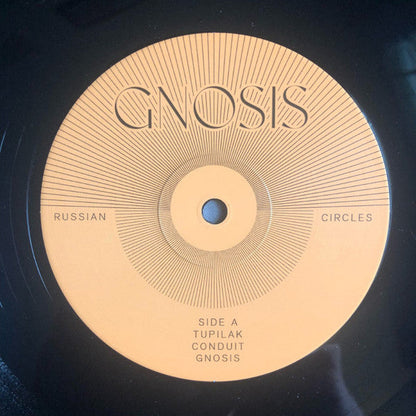 GNOSIS
RUSSIAN CIRCLES
SIDE A
TUPILAK
CONDUIT
GNOSIS